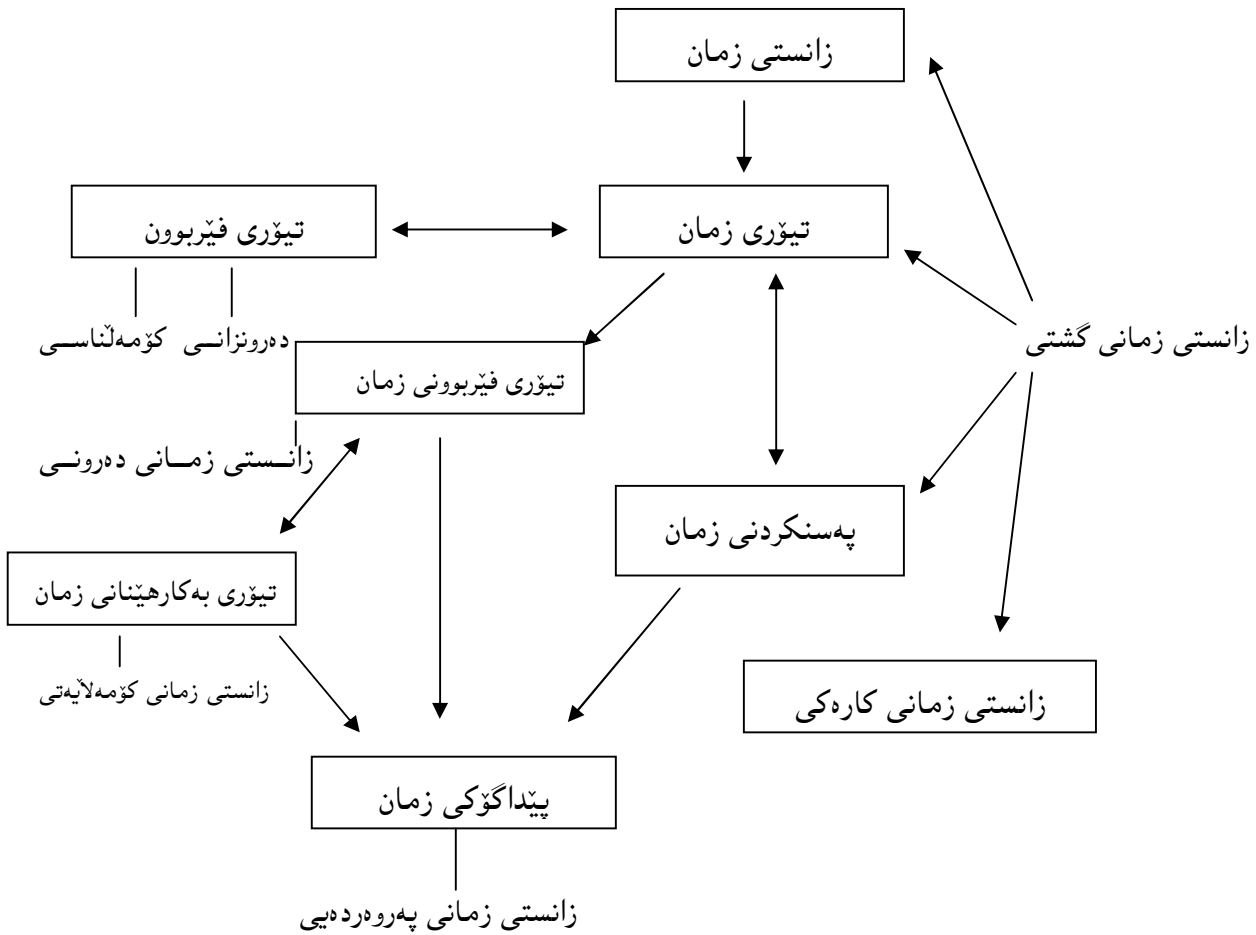 زانستی زمان
تیۆری زمان
تیۆری فێربوون
زانستی زمانی گشتی
دەرونزانی کۆمەڵناسی
تیۆری فێربوونی زمان
زانستی زمانی دەرونی
پەسنکردنی زمان
تیۆری بەکارهێنانی زمان
زانستی زمانی کۆمەڵایەتی
زانستی زمانی کارەکی
پێداگۆکی زمان
زانستی زمانی پەروەردەیی